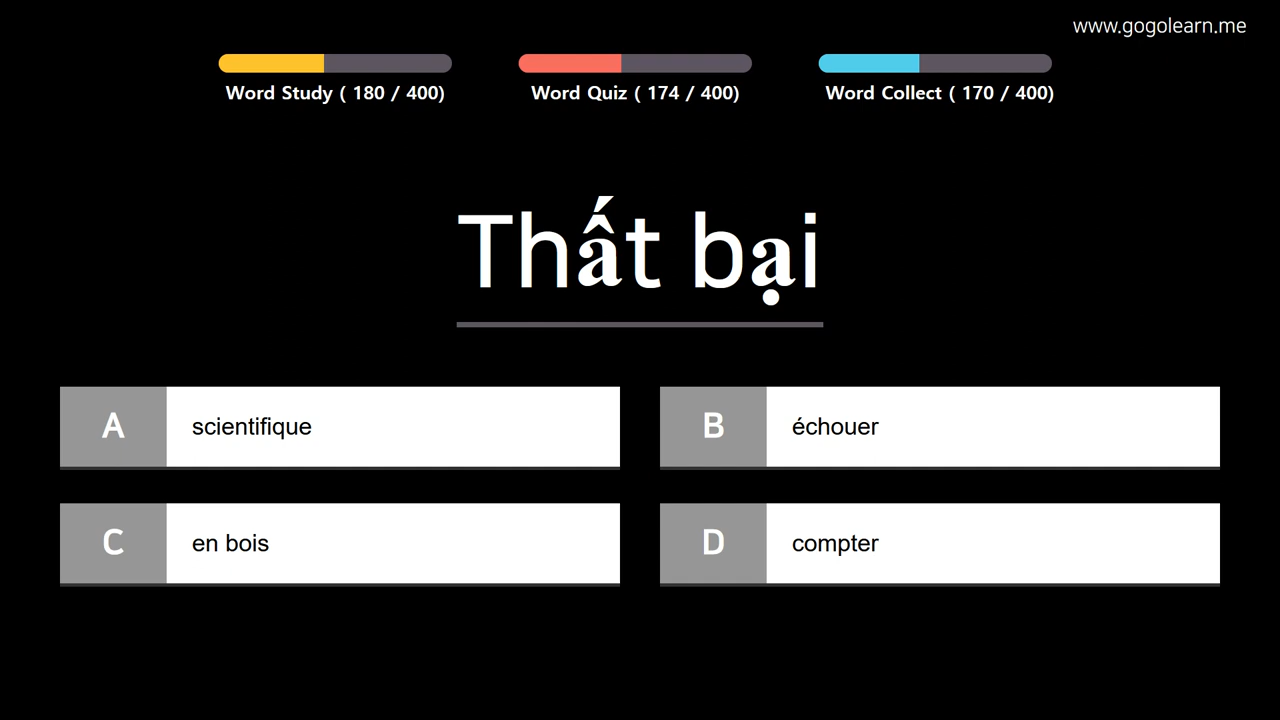 www.gogolearn.me
Word Study ( 180 / 400)
Word Quiz ( 174 / 400)
Word Collect ( 170 / 400)
Thất bại
A scientifique
B échouer
C en bois
D compter